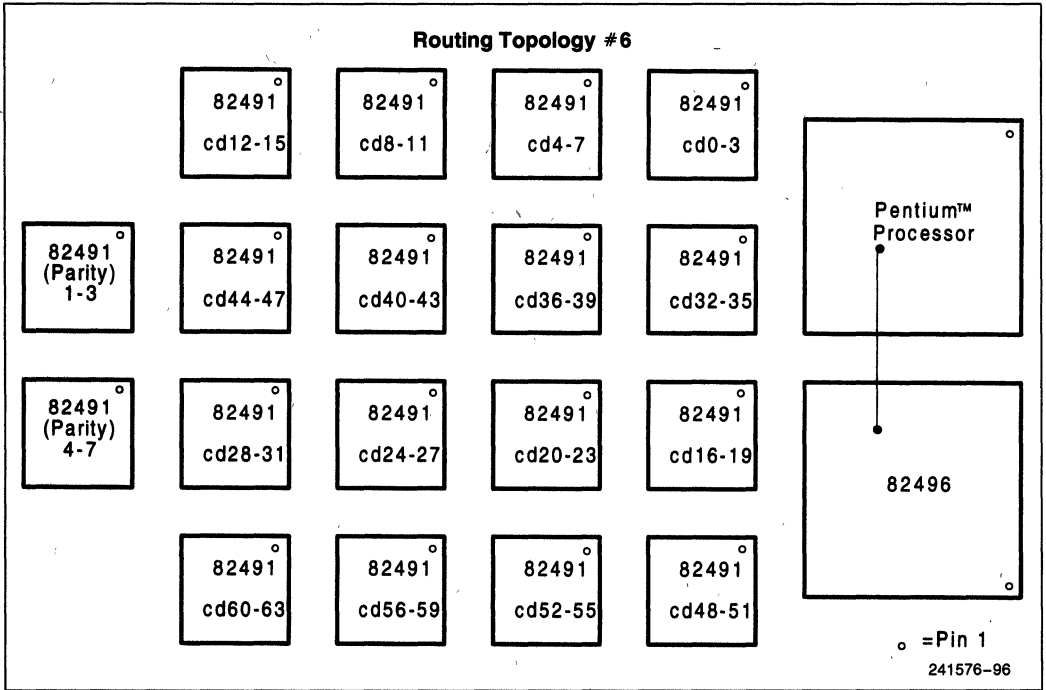 Routing Topology #6
82491
cd12-15
82491
cd8-11
82491
cd4-7
82491
cd0-3
Pentium™
Processor
82491
(Parity)
1-3
82491
cd44-47
82491
cd40-43
82491
cd36-39
82491
cd32-35
82491
(Parity)
4-7
82491
cd28-31
82491
cd24-27
82491
cd20-23
82491
cd16-19
82496
82491
cd60-63
82491
cd56-59
82491
cd52-55
82491
cd48-51
=Pin 1
241576-96